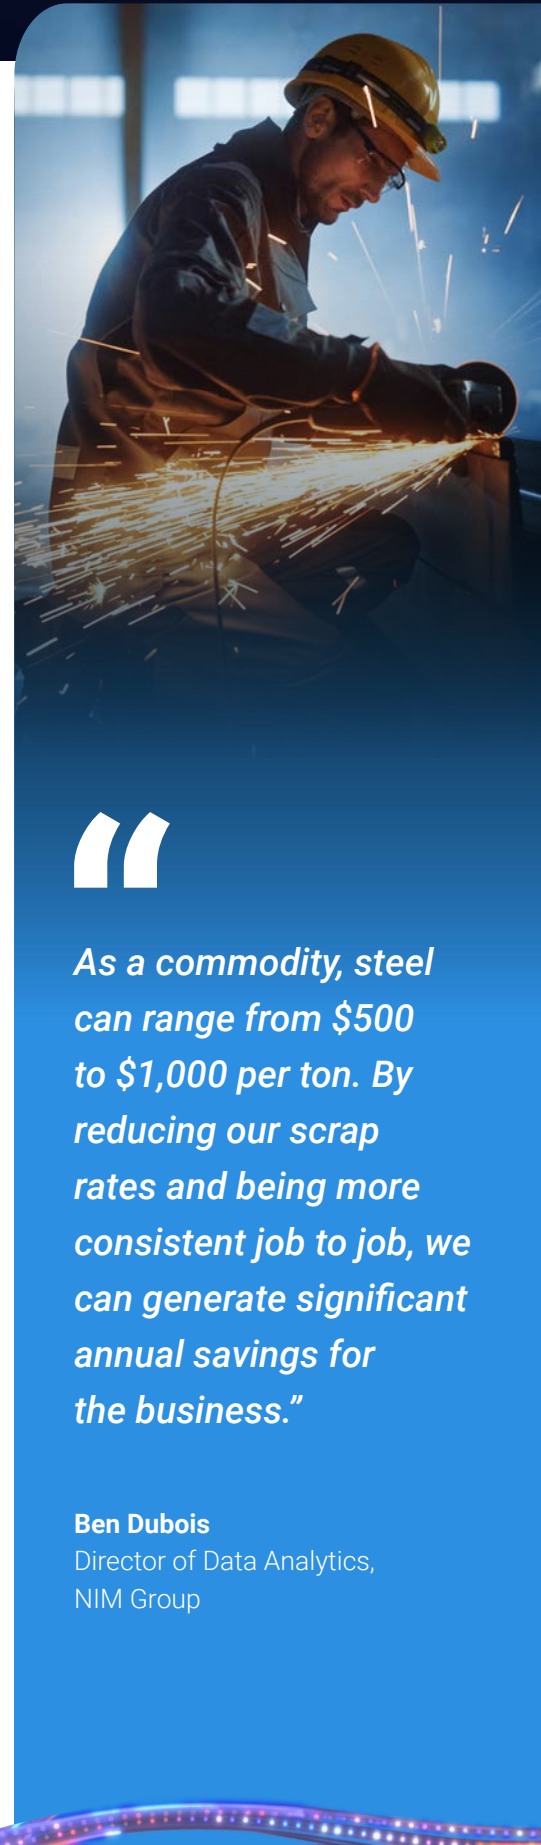 “
As a commodity, steel
can range from $500
to $1,000 per ton. By
reducing our scrap
rates and being more
consistent job to job, we
can generate significant
annual savings for
the business.”
Ben Dubois
Director of Data Analytics,
NIM Group